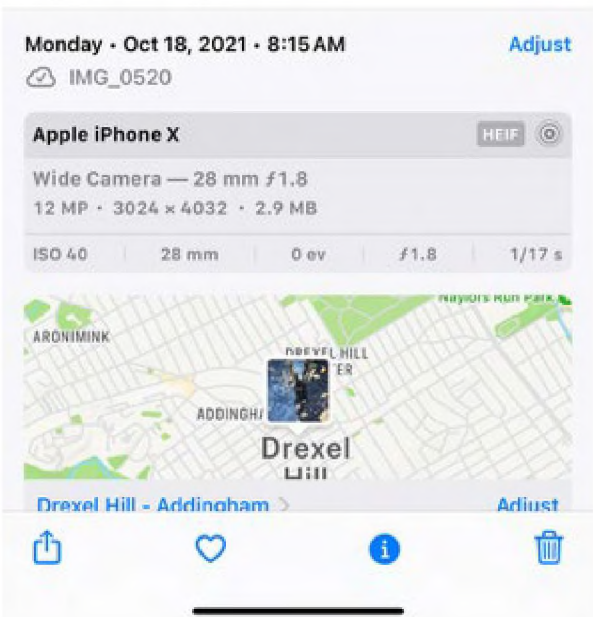 Monday • Oct 18, 2021 • 8:15 AM
Adjust
IMG_0520
Apple iPhone X
HEIF
Wide Camera — 28 mm ƒ1.8
12 MP • 3024 × 4032 • 2.9 MB
ISO 40 28 mm 0 ev ƒ1.8 1/17 s
Naylors Run Park
ARONIMINK
DREXEL HILL
ADDINGHA
Drexel
Hill
Drexel Hill - Addingham
Adjust